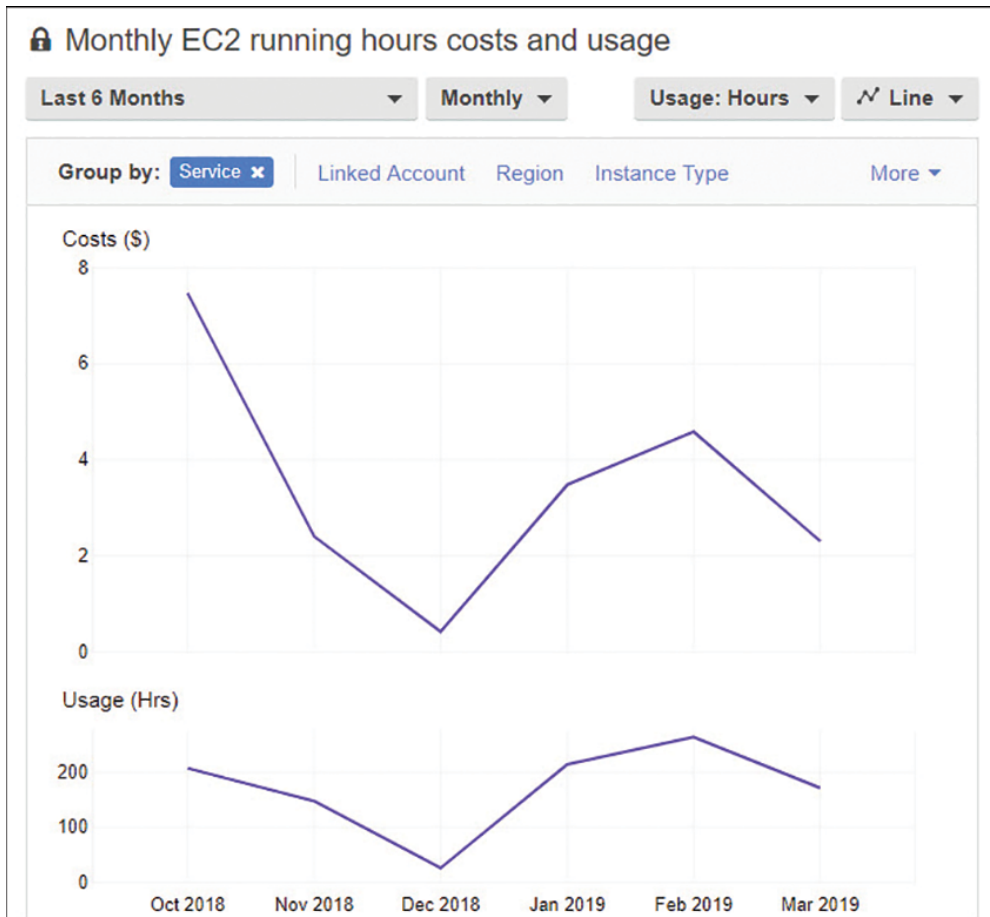 Monthly EC2 running hours costs and usage
Last 6 Months Monthly Usage: Hours Line
Group by: Service Linked Account Region Instance Type More
Costs ($)
8
6
4
2
0
Usage (Hrs)
200
100
0
Oct 2018 Nov 2018 Dec 2018 Jan 2019 Feb 2019 Mar 2019